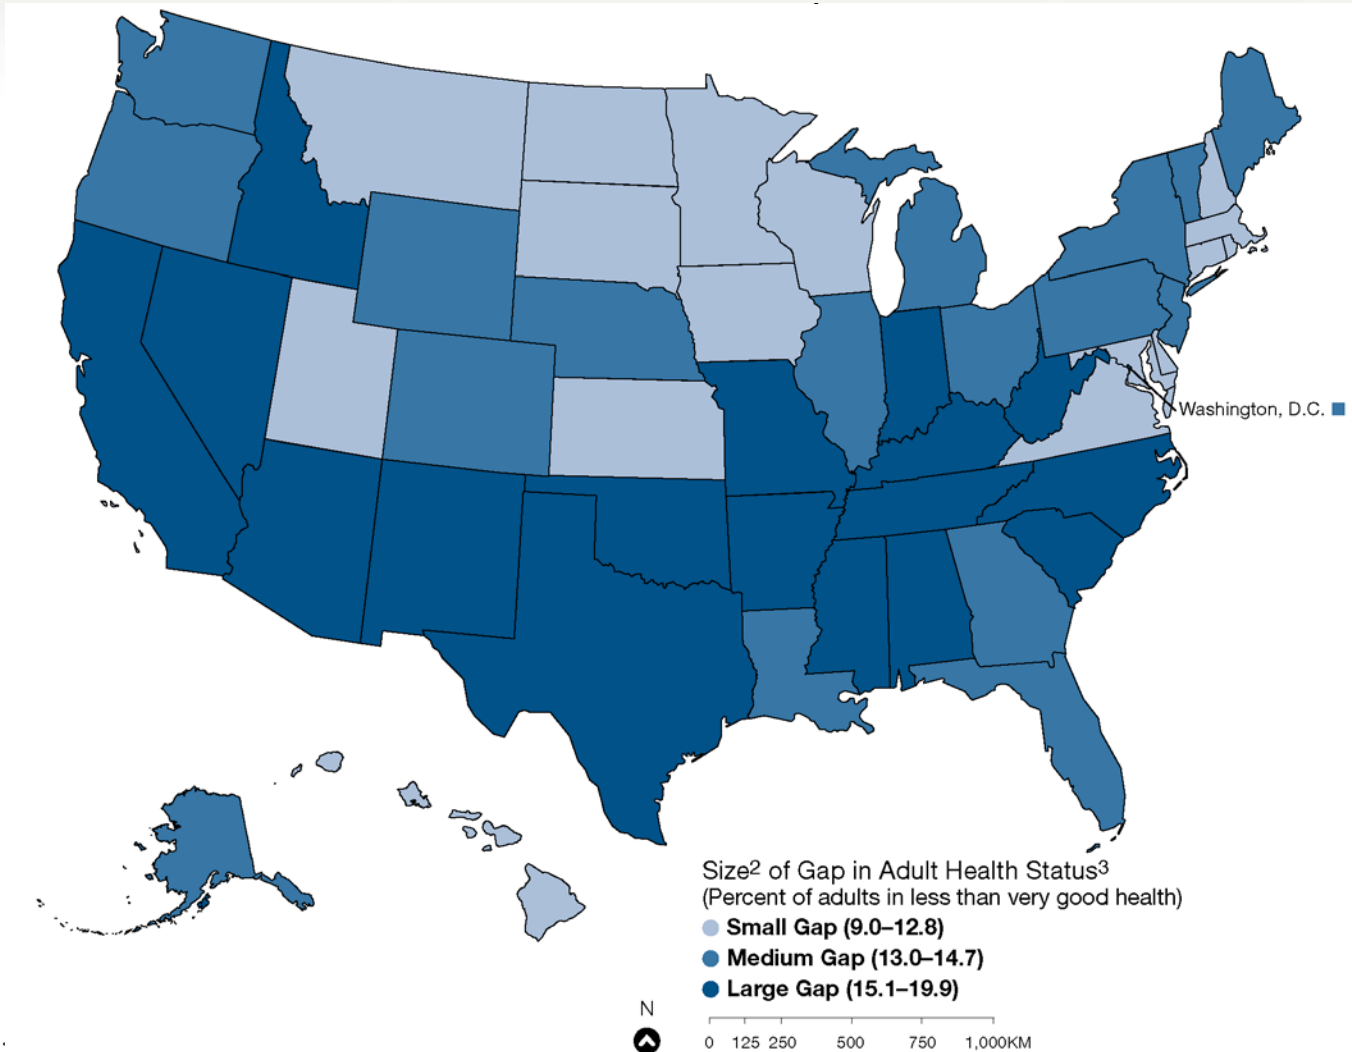 Washington, D.C.
Size2 of Gap in Adult Health Status3
(Percent of adults in less than very good health)
Small Gap (9.0–12.8)
Medium Gap (13.0–14.7)
Large Gap (15.1–19.9)
N
0 125 250 500 750 1,000KM